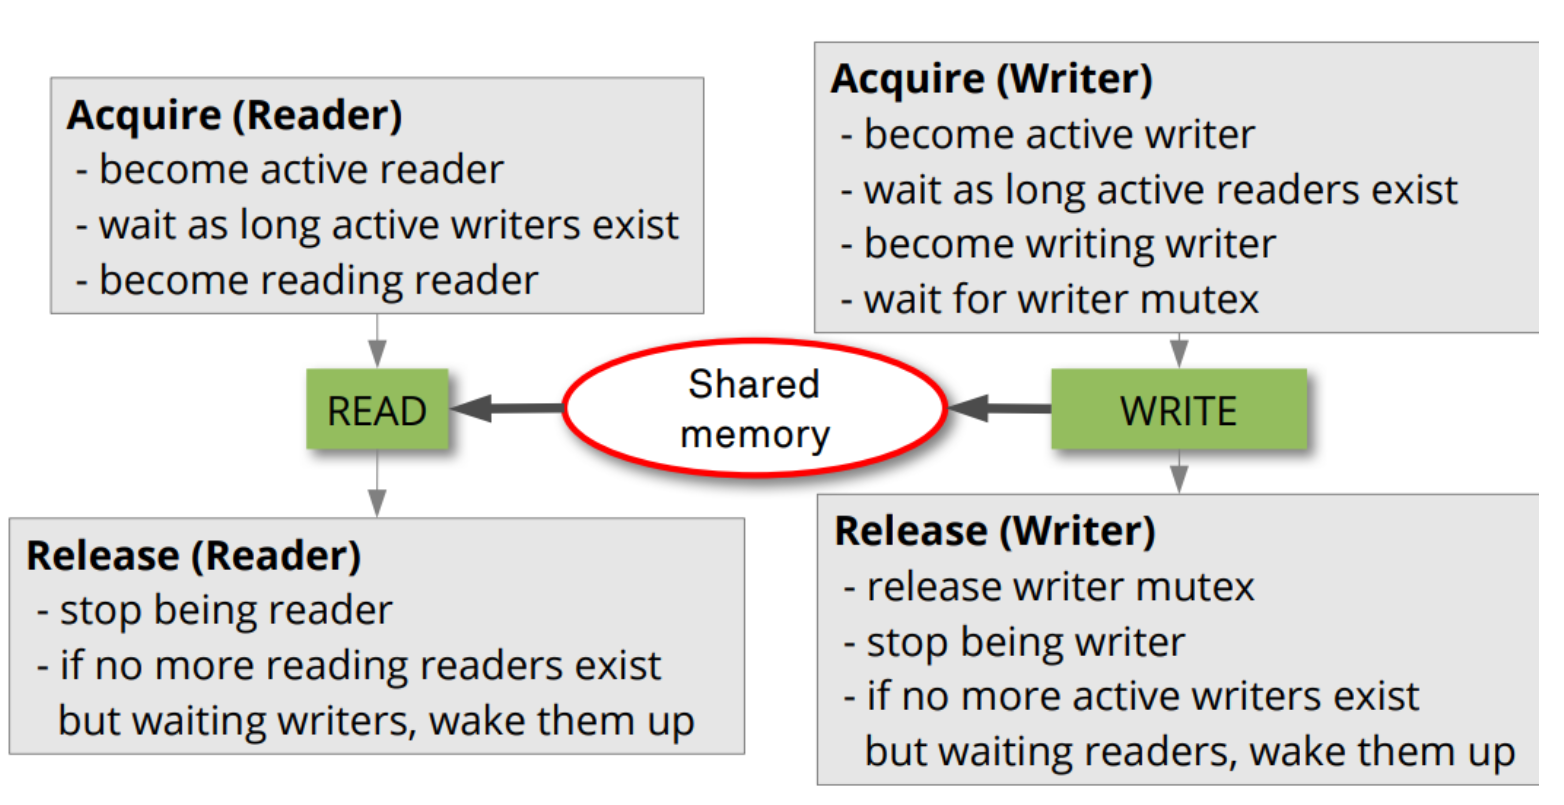 Acquire (Reader)
- become active reader
- wait as long active writers exist
- become reading reader
Acquire (Writer)
- become active writer
- wait as long active readers exist
- become writing writer
- wait for writer mutex
READ
Shared
memory
WRITE
Release (Reader)
- stop being reader
- if no more reading readers exist
but waiting writers, wake them up
Release (Writer)
- release writer mutex
- stop being writer
- if no more active writers exist
but waiting readers, wake them up